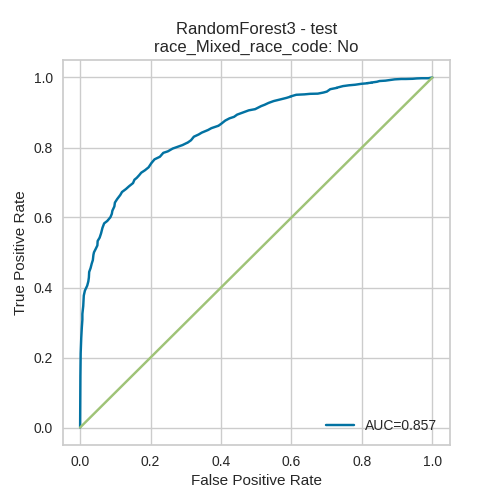 RandomForest3 - test
race_Mixed_race_code: No
1.0
0.8
0.6
0.4
0.2
0.0
True Positive Rate
AUC=0.857
0.0 0.2 0.4 0.6 0.8 1.0
False Positive Rate